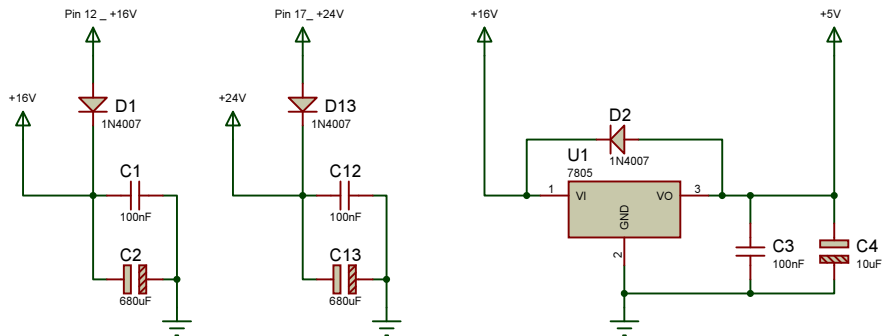 Pin 12 _ +16V
+16V
D1
1N4007
C1
100nF
C2
680uF
Pin 17_ +24V
+24V
D13
1N4007
C12
100nF
C13
680uF
+16V
+5V
D2
1N4007
U1
7805
1
VI
VO
3
GND
2
C3
100nF
C4
10uF